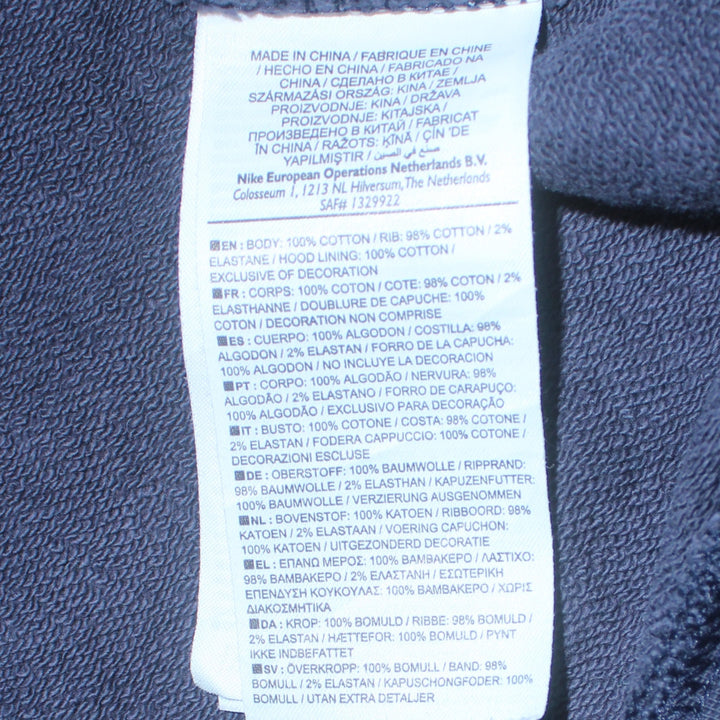 MADE IN CHINA / FABRIQUE EN CHINE
/ HECHO EN CHINA / FABRICADO NA
CHINA / СДЕЛАНО В КИТАЕ /
SZÁRMAZÁSI ORSZÁG: KINA / ZEMLJA
PROIZVODNJE: KINA / DRŽAVA
PROIZVODNJE: KITAJSKA /
ПРОИЗВЕДЕНО В КИТАЙ / FABRICAT
ÎN CHINA / RAŽOTS: ĶĪNA / ÇİN 'DE
YAPILMIŞTIR / صنع في الصين
Nike European Operations Netherlands B.V.
Colosseum 1, 1213 NL Hilversum, The Netherlands
SAF# 1329922
EN : BODY: 100% COTTON / RIB: 98% COTTON / 2%
ELASTANE / HOOD LINING: 100% COTTON /
EXCLUSIVE OF DECORATION
FR : CORPS: 100% COTON / COTE: 98% COTON / 2%
ELASTHANNE / DOUBLURE DE CAPUCHE: 100%
COTON / DECORATION NON COMPRISE
ES : CUERPO: 100% ALGODON / COSTILLA: 98%
ALGODON / 2% ELASTAN / FORRO DE LA CAPUCHA:
100% ALGODON / NO INCLUYE LA DECORACION
PT : CORPO: 100% ALGODÃO / NERVURA: 98%
ALGODÃO / 2% ELASTANO / FORRO DE CARAPUÇO:
100% ALGODÃO / EXCLUSIVO PARA DECORAÇÃO
IT : BUSTO: 100% COTONE / COSTA: 98% COTONE /
2% ELASTAN / FODERA CAPPUCCIO: 100% COTONE /
DECORAZIONI ESCLUSE
DE : OBERSTOFF: 100% BAUMWOLLE / RIPPRAND:
98% BAUMWOLLE / 2% ELASTHAN / KAPUZENFUTTER:
100% BAUMWOLLE / VERZIERUNG AUSGENOMMEN
NL : BOVENSTOF: 100% KATOEN / RIBBOORD: 98%
KATOEN / 2% ELASTAAN / VOERING CAPUCHON:
100% KATOEN / UITGEZONDERD DECORATIE
EL : ΕΠΑΝΩ ΜΕΡΟΣ: 100% ΒΑΜΒΑΚΕΡΟ / ΛΑΣΤΙΧΟ:
98% ΒΑΜΒΑΚΕΡΟ / 2% ΕΛΑΣΤΑΝΗ / ΕΣΩΤΕΡΙΚΗ
ΕΠΕΝΔΥΣΗ ΚΟΥΚΟΥΛΑΣ: 100% ΒΑΜΒΑΚΕΡΟ / ΧΩΡΙΣ
ΔΙΑΚΟΣΜΗΤΙΚΑ
DA : KROP: 100% BOMULD / RIBBE: 98% BOMULD /
2% ELASTAN / HÆTTEFOR: 100% BOMULD / PYNT
IKKE INDBEFATTET
SV : ÖVERKROPP: 100% BOMULL / BAND: 98%
BOMULL / 2% ELASTAN / KAPUSCHONGFODER: 100%
BOMULL / UTAN EXTRA DETALJER